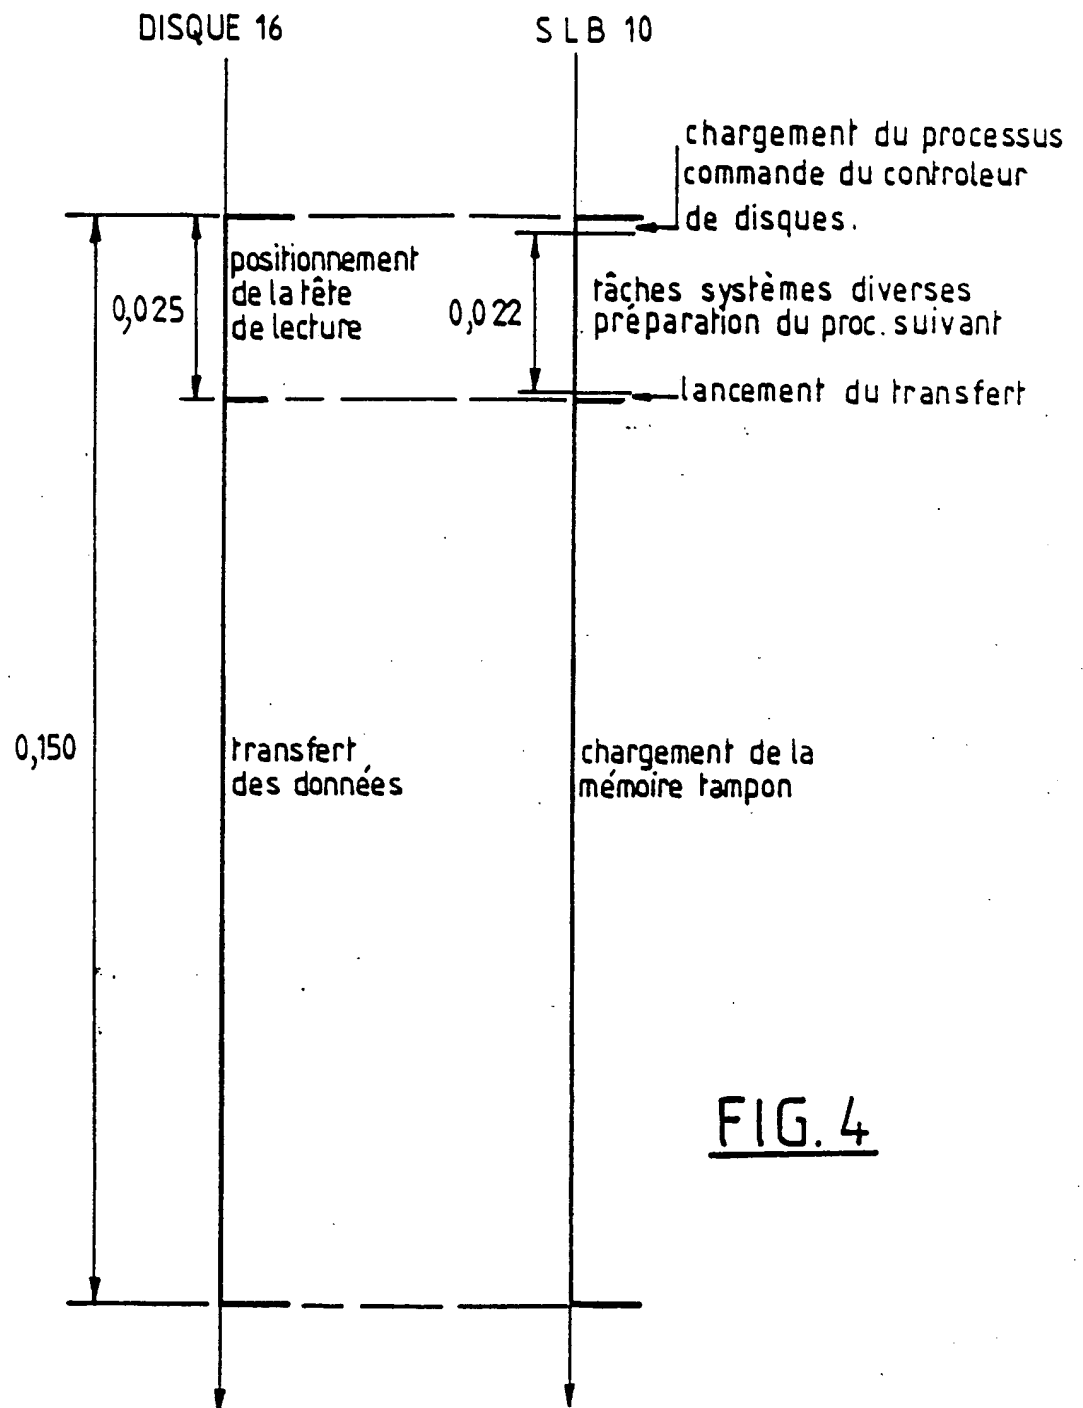 DISQUE 16
SLB 10
chargement du processus
commande du controleur
de disques.
positionnement
de la tête
de lecture
0,025
0,022
tâches systèmes diverses
préparation du proc. suivant
lancement du transfert
0,150
transfert
des données
chargement de la
mémoire tampon
FIG. 4